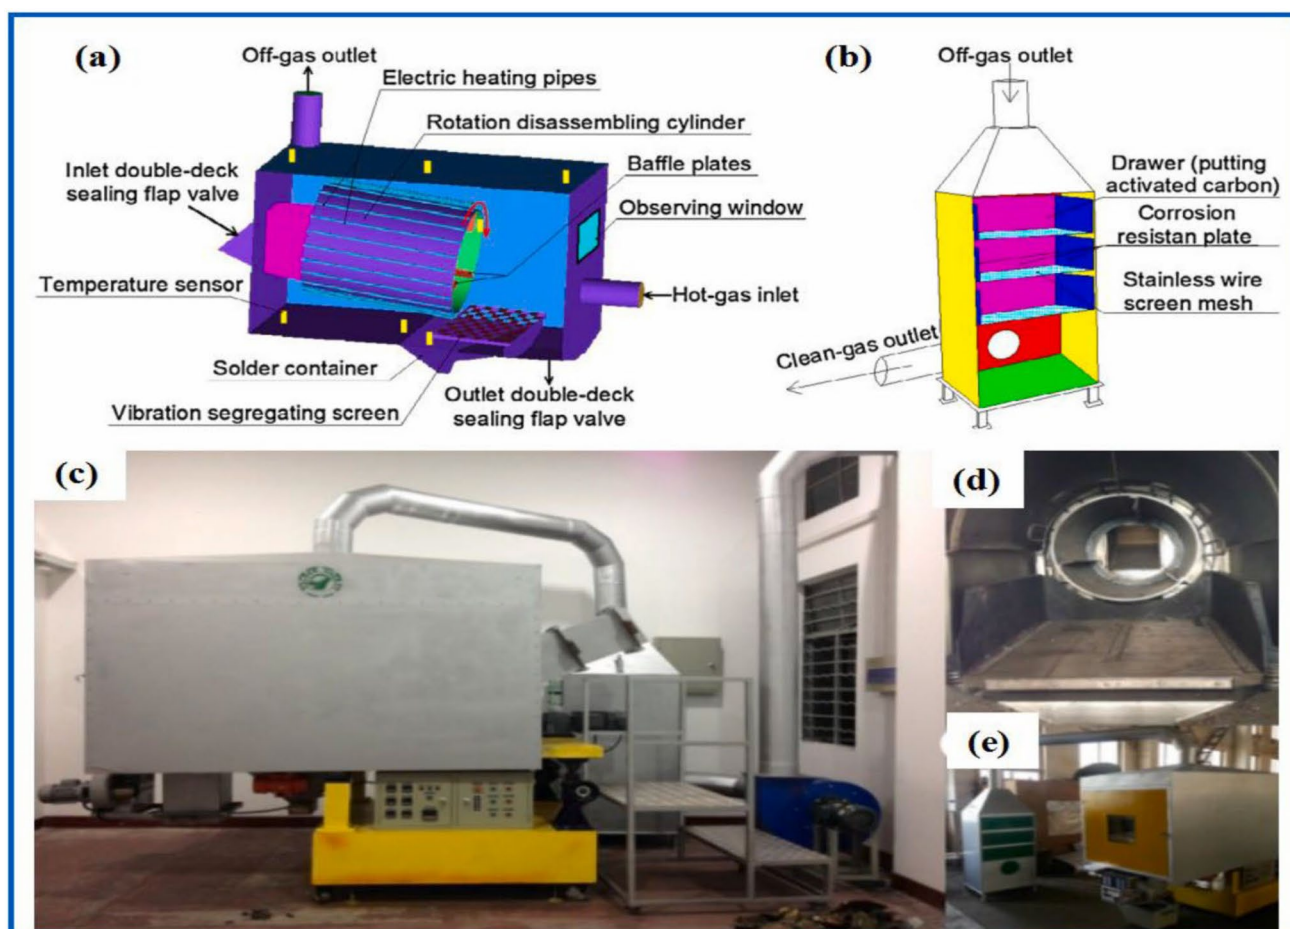 (a)
Off-gas outlet
Electric heating pipes
Rotation disassembling cylinder
Inlet double-deck
sealing flap valve
Baffle plates
Observing window
Temperature sensor
Hot-gas inlet
Solder container
Vibration segregating screen
Outlet double-deck
sealing flap valve
(b)
Off-gas outlet
Drawer (putting
activated carbon)
Corrosion
resistan plate
Stainless wire
screen mesh
Clean-gas outlet
(c)
(d)
(e)